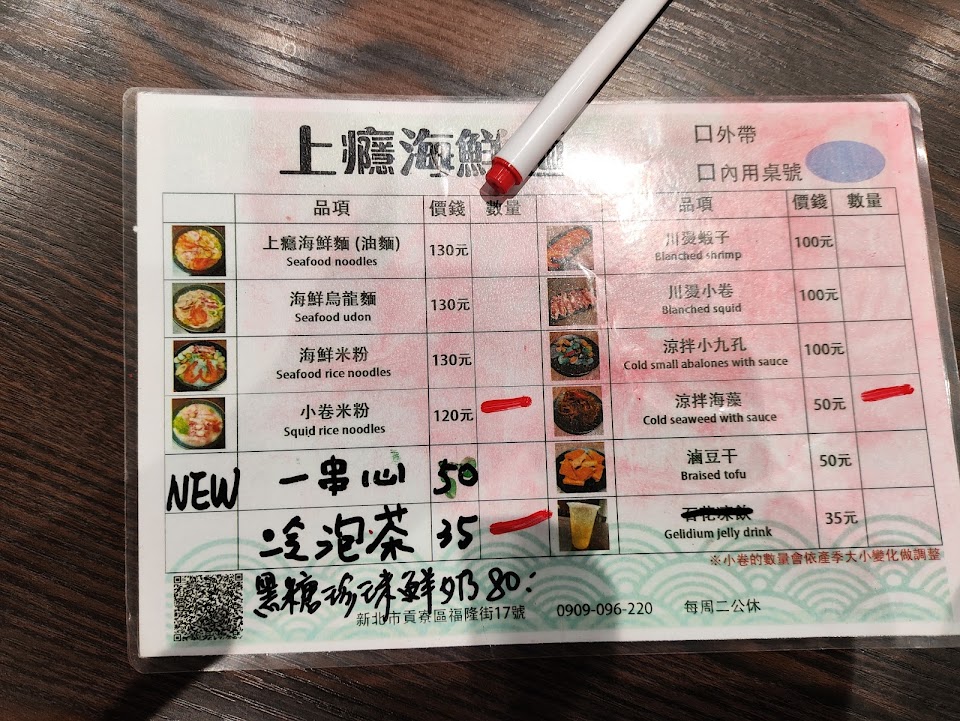 上癮海鮮
口外帶
口內用桌號
品項 價錢 數量 品項 價錢 數量
上癮海鮮麵(油麵) 130元 川燙蝦子 100元
Seafood noodles Blanched shrimp
海鮮烏龍麵 130元 川燙小卷 100元
Seafood udon Blanched squid
海鮮米粉 130元 涼拌小九孔 100元
Seafood rice noodles Cold small abalones with sauce
小卷米粉 120元 涼拌海藻 50元
Squid rice noodles Cold seaweed with sauce
NEW 一串心 50 滷豆干 50元
Braised tofu
冷泡茶 35 35元
Gelidium jelly drink
※小卷的數量會依產季大小變化做調整
黑糖珍珠鮮奶80:
新北市貢寮區福隆街17號 0909-096-220 每周二公休